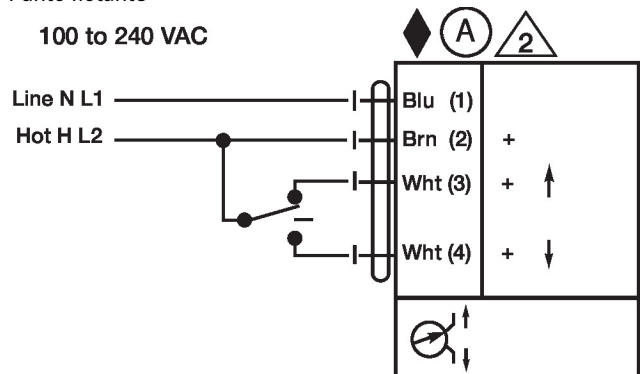 100 to 240 VAC
A
2
Line N L1
Blu (1)
Hot H L2
Brn (2) +
Wht (3) +
Wht (4) +